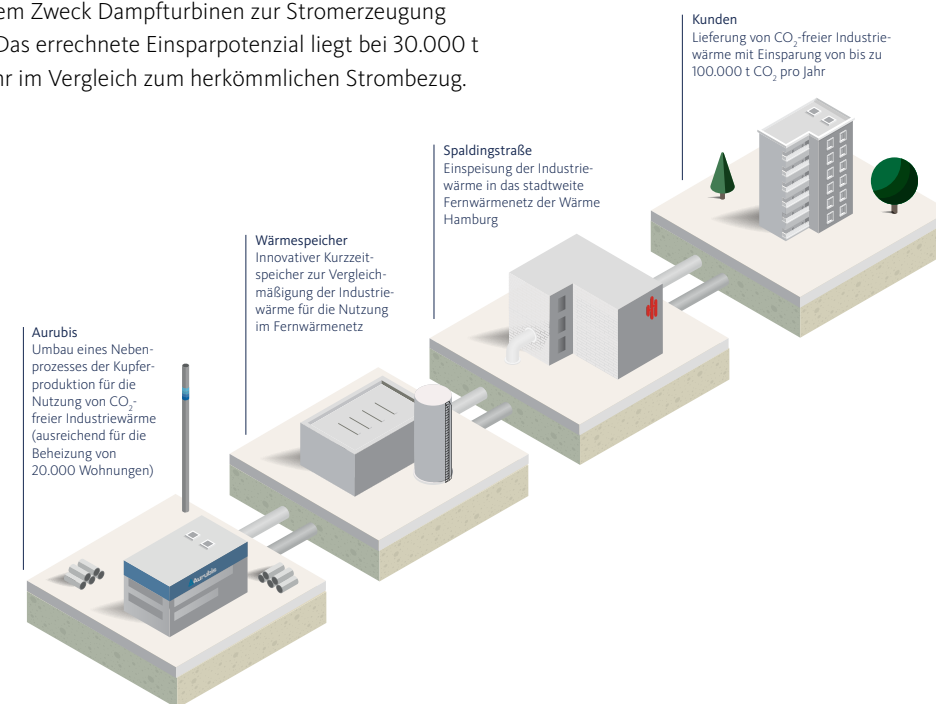 em Zweck Dampfturbinen zur Stromerzeugung
Das errechnete Einsparpotenzial liegt bei 30.000 t
hr im Vergleich zum herkömmlichen Strombezug.
Kunden
Lieferung von CO₂-freier Industrie-
wärme mit Einsparung von bis zu
100.000 t CO₂ pro Jahr
Spaldingstraße
Einspeisung der Industrie-
wärme in das stadtweite
Fernwärmenetz der Wärme
Hamburg
Wärmespeicher
Innovativer Kurzzeit-
speicher zur Vergleich-
mäßigung der Industrie-
wärme für die Nutzung
im Fernwärmenetz
Aurubis
Umbau eines Neben-
prozesses der Kupfer-
produktion für die
Nutzung von CO₂-
freier Industriewärme
(ausreichend für die
Beheizung von
20.000 Wohnungen)
Aurubis